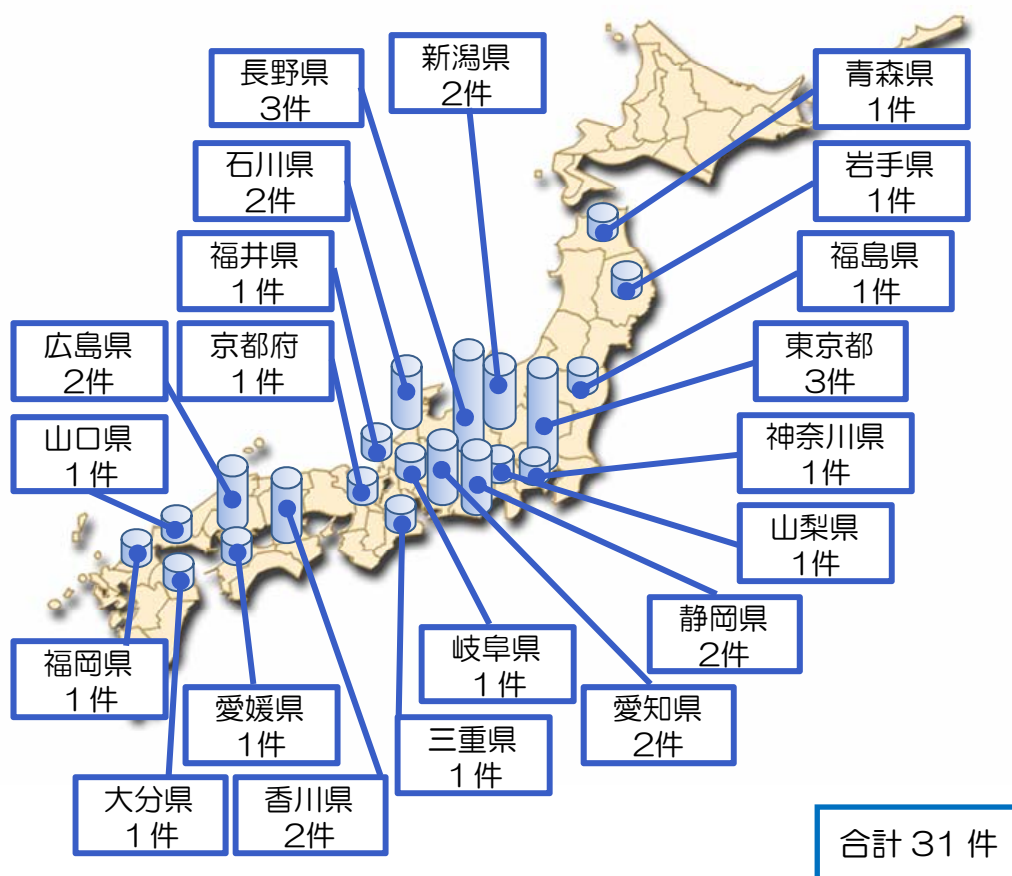 長野県
3件
新潟県
2件
青森県
1件
石川県
2件
岩手県
1件
福井県
1件
福島県
1件
広島県
2件
京都府
1件
東京都
3件
山口県
1件
神奈川県
1件
山梨県
1件
静岡県
2件
福岡県
1件
岐阜県
1件
愛媛県
1件
愛知県
2件
三重県
1件
大分県
1件
香川県
2件
合計 31 件